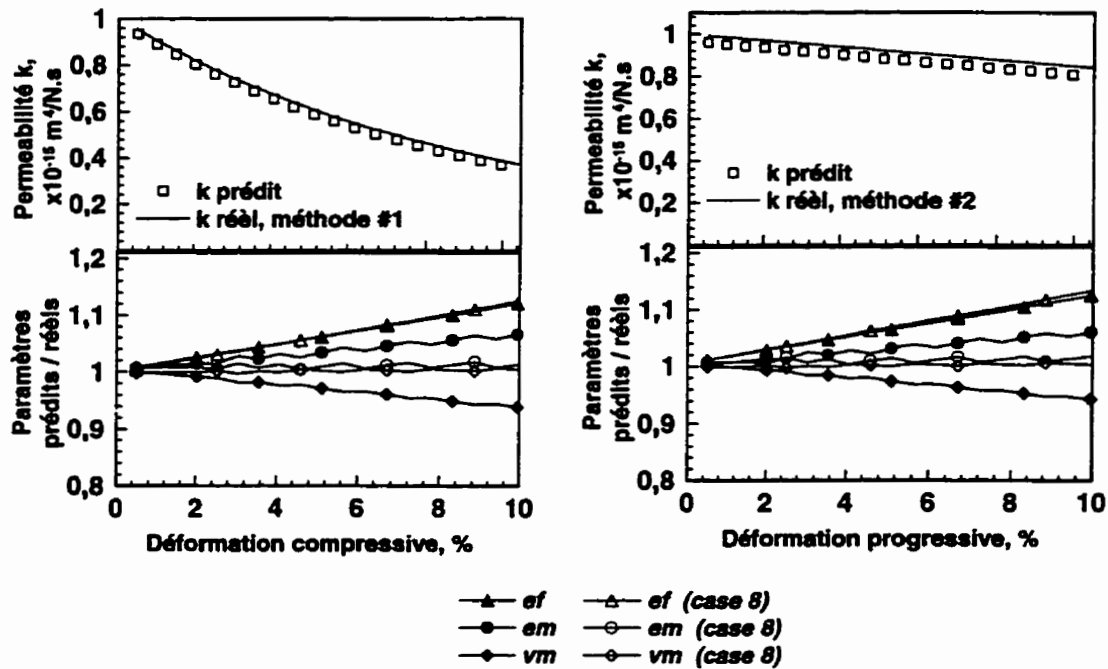 Permeabilité k,
x10⁻¹⁵ m⁴/N.s
1
0,8
0,6
0,4
0,2
k prédit
k réèl, méthode #1
Paramètres
prédits / réèls
1,2
1,1
1
0,9
0,8
0 2 4 6 8 10
Déformation compressive, %
Permeabilité k,
x10⁻¹⁵ m⁴/N.s
1
0,8
0,6
0,4
0,2
k prédit
k réèl, méthode #2
Paramètres
prédits / réèls
1,2
1,1
1
0,9
0,8
0 2 4 6 8 10
Déformation progressive, %
ef ef (case 8)
em em (case 8)
vm vm (case 8)